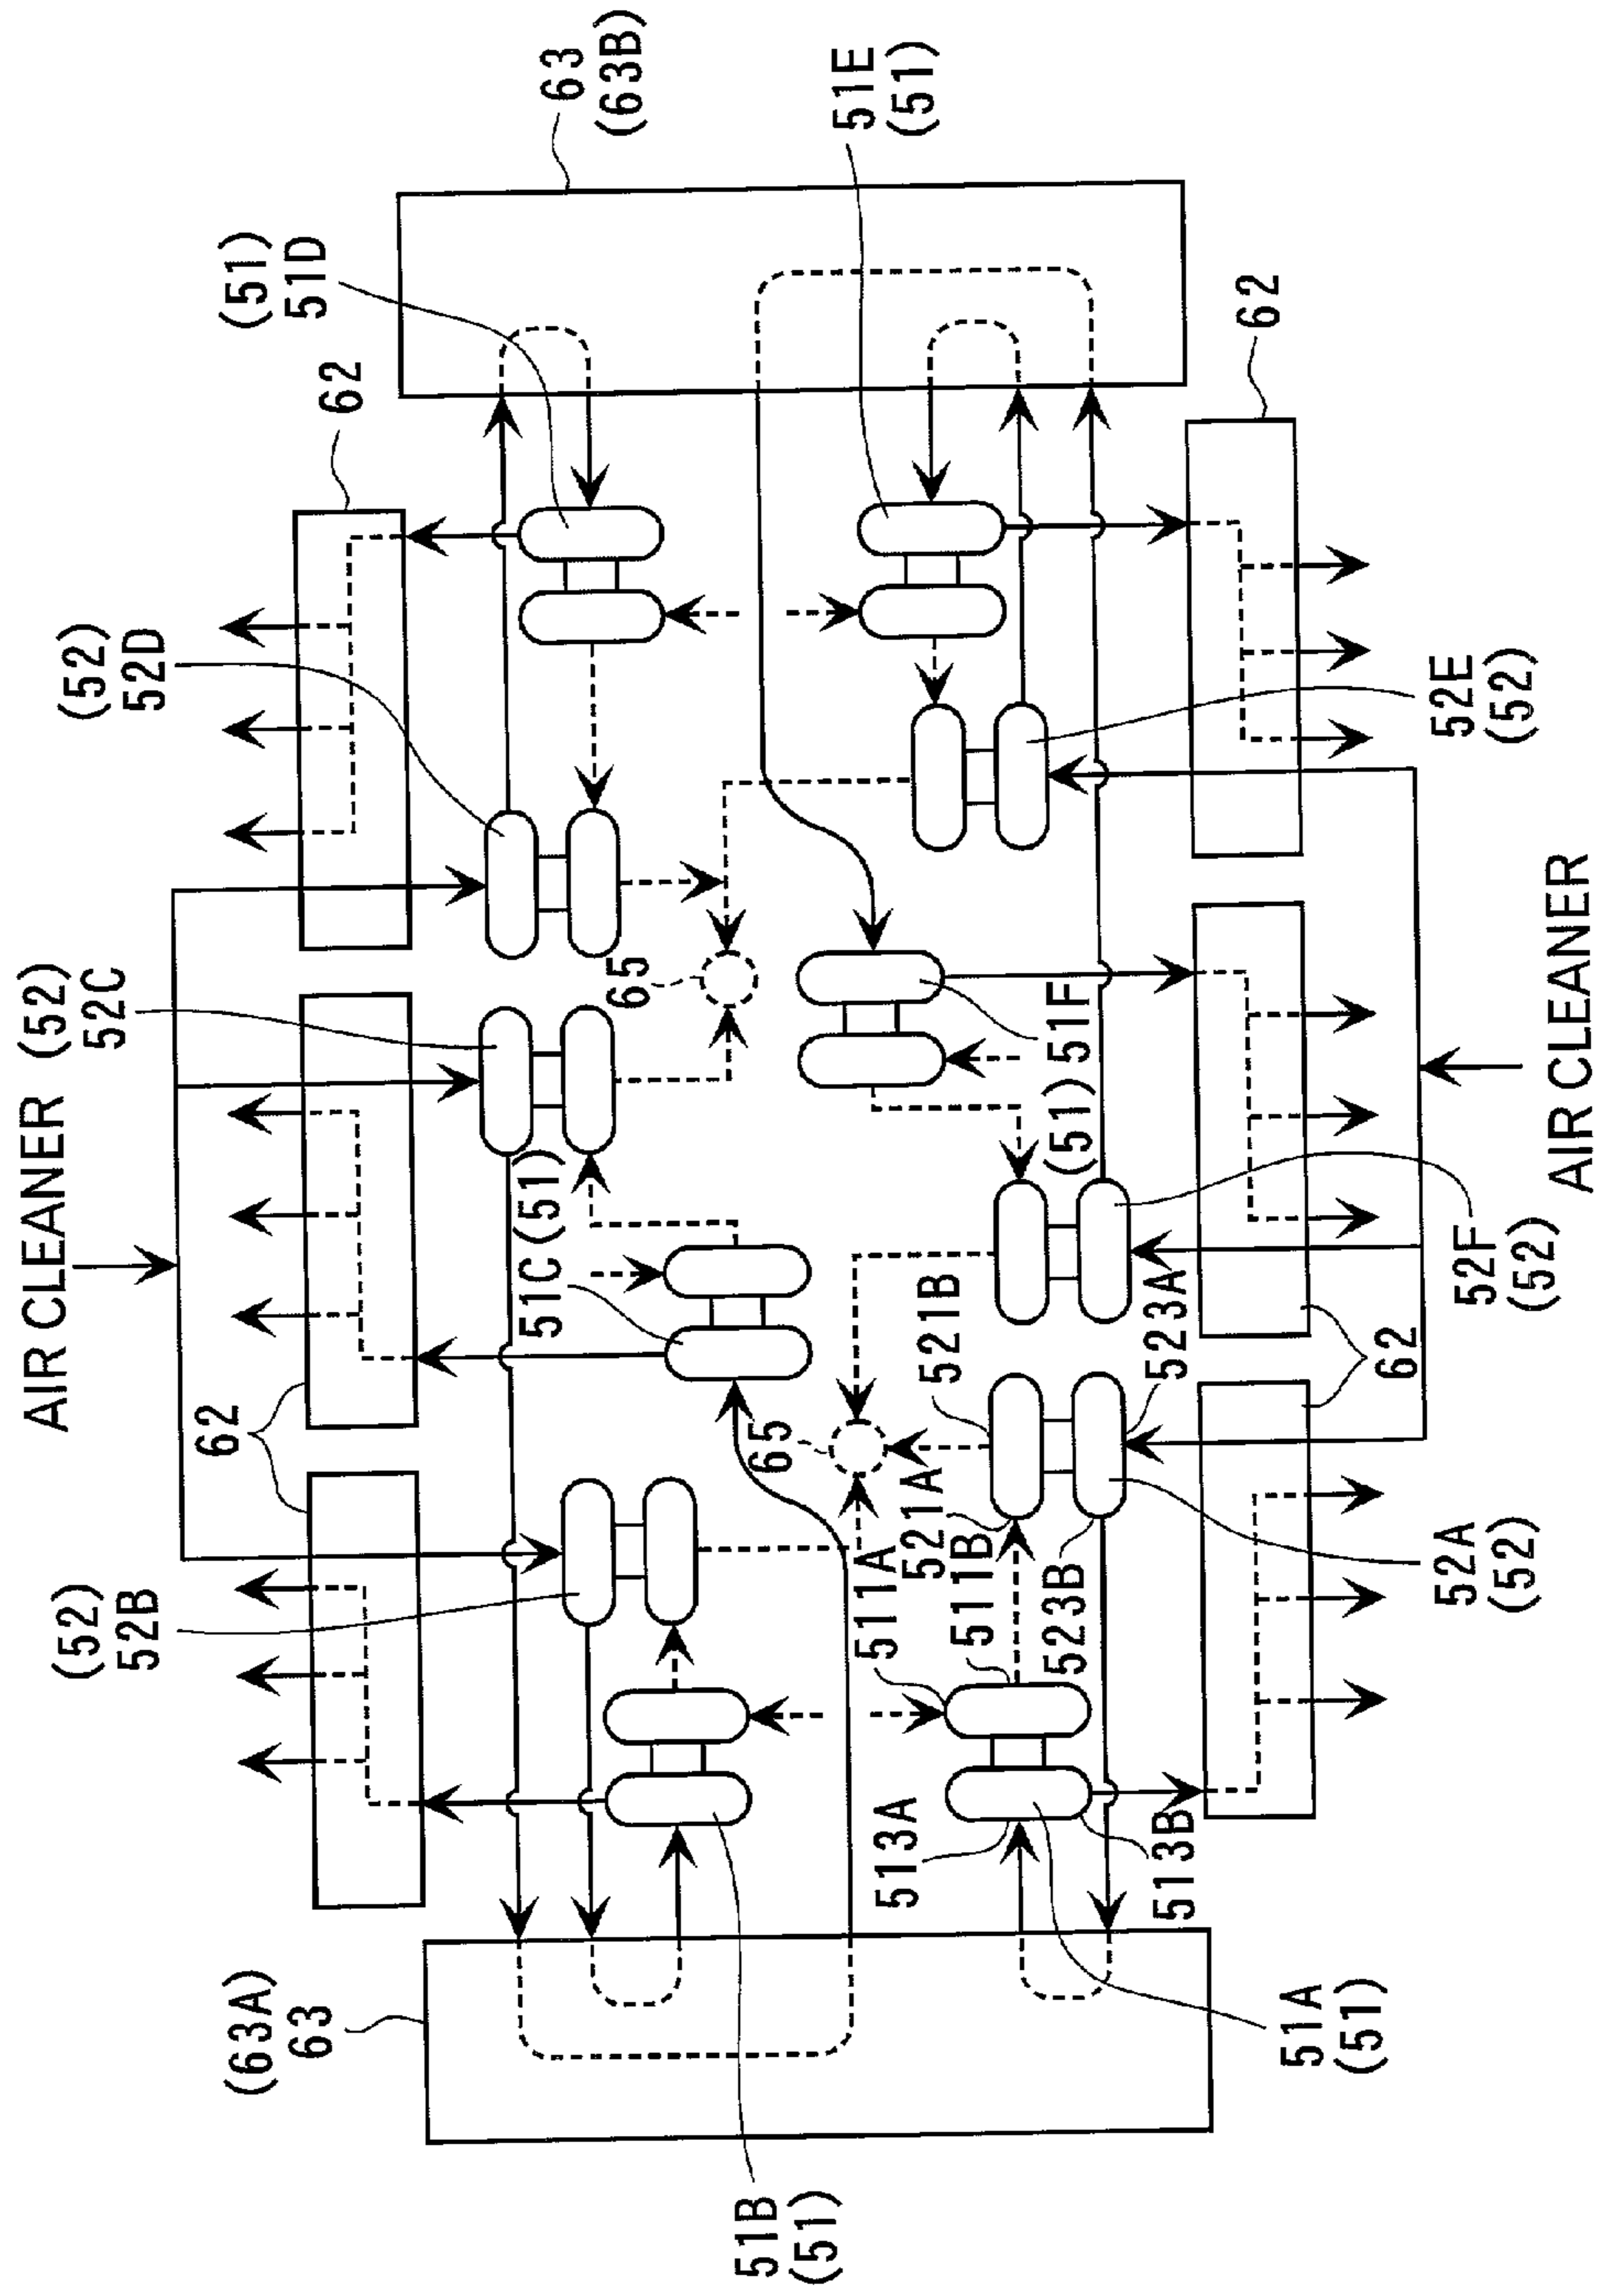 AIR CLEANER
(52)
52C
(52)
52B
(52)
52D
62
(63A)
63
(51)
51D
62
51C(51)
63
(63B)
65
51B
(51)
65
51E
(51)
511A
513A
521A
521B
511B
523B
(51)51F
523A
513B
62
51A
(51)
62
52A
(52)
52E
(52)
52F
(52)
AIR CLEANER